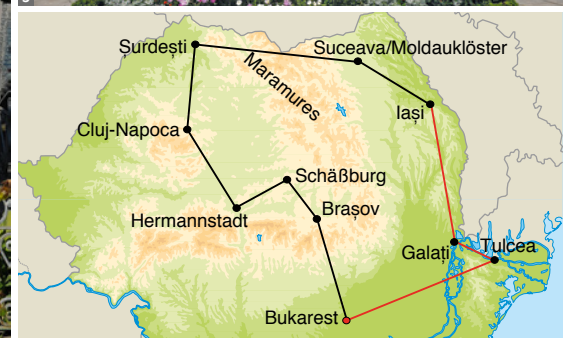 Șurdești
Suceava/Moldauklöster
Maramures
Iași
Cluj-Napoca
Schäßburg
Hermannstadt
Brașov
Galați
Tulcea
Bukarest